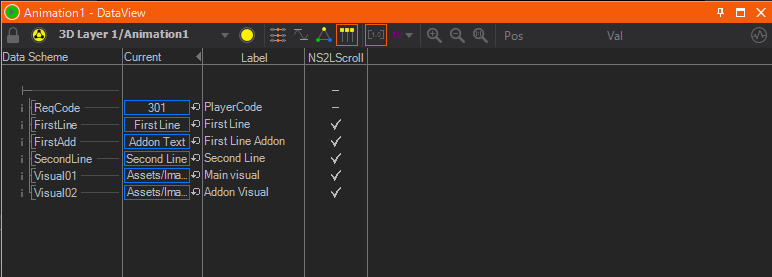 Animation1 - DataView
3D Layer 1/Animation1
1.0
Pos
Val
Data Scheme Current Label NS2LScroll
ReqCode 301 PlayerCode
FirstLine First Line First Line
FirstAdd Addon Text First Line Addon
SecondLine Second Line Second Line
Visual01 Assets/Ima... Main visual
Visual02 Assets/Ima... Addon Visual